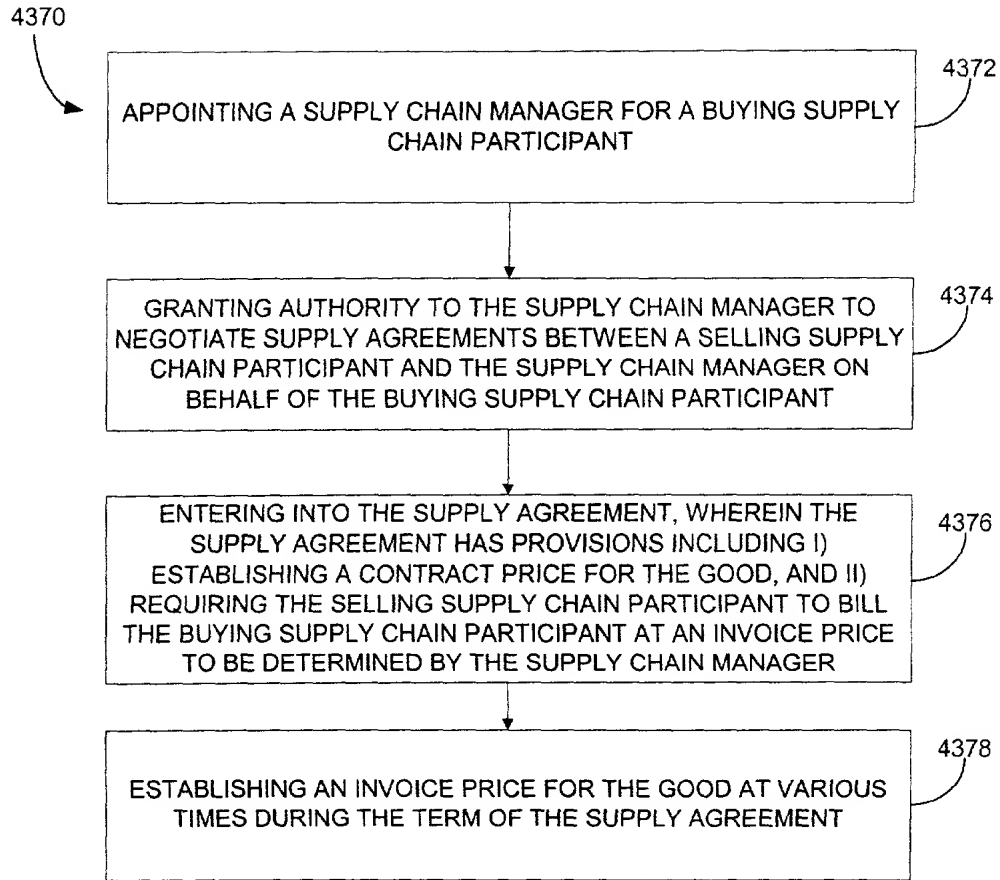 4370
4372
APPOINTING A SUPPLY CHAIN MANAGER FOR A BUYING SUPPLY
CHAIN PARTICIPANT
4374
GRANTING AUTHORITY TO THE SUPPLY CHAIN MANAGER TO
NEGOTIATE SUPPLY AGREEMENTS BETWEEN A SELLING SUPPLY
CHAIN PARTICIPANT AND THE SUPPLY CHAIN MANAGER ON
BEHALF OF THE BUYING SUPPLY CHAIN PARTICIPANT
4376
ENTERING INTO THE SUPPLY AGREEMENT, WHEREIN THE
SUPPLY AGREEMENT HAS PROVISIONS INCLUDING I)
ESTABLISHING A CONTRACT PRICE FOR THE GOOD, AND II)
REQUIRING THE SELLING SUPPLY CHAIN PARTICIPANT TO BILL
THE BUYING SUPPLY CHAIN PARTICIPANT AT AN INVOICE PRICE
TO BE DETERMINED BY THE SUPPLY CHAIN MANAGER
4378
ESTABLISHING AN INVOICE PRICE FOR THE GOOD AT VARIOUS
TIMES DURING THE TERM OF THE SUPPLY AGREEMENT